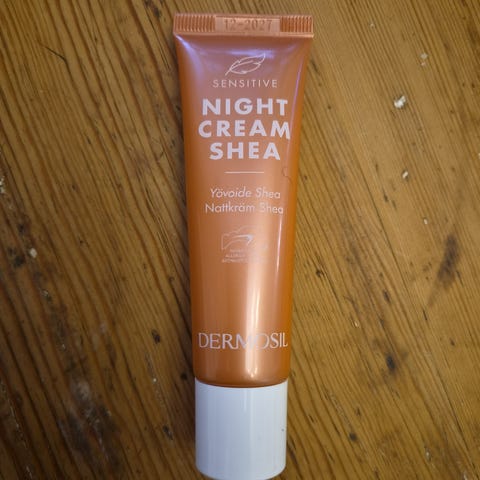 12-2027
SENSITIVE
NIGHT
CREAM
SHEA
Yövoide Shea
Nattkräm Shea
DERMOSIL